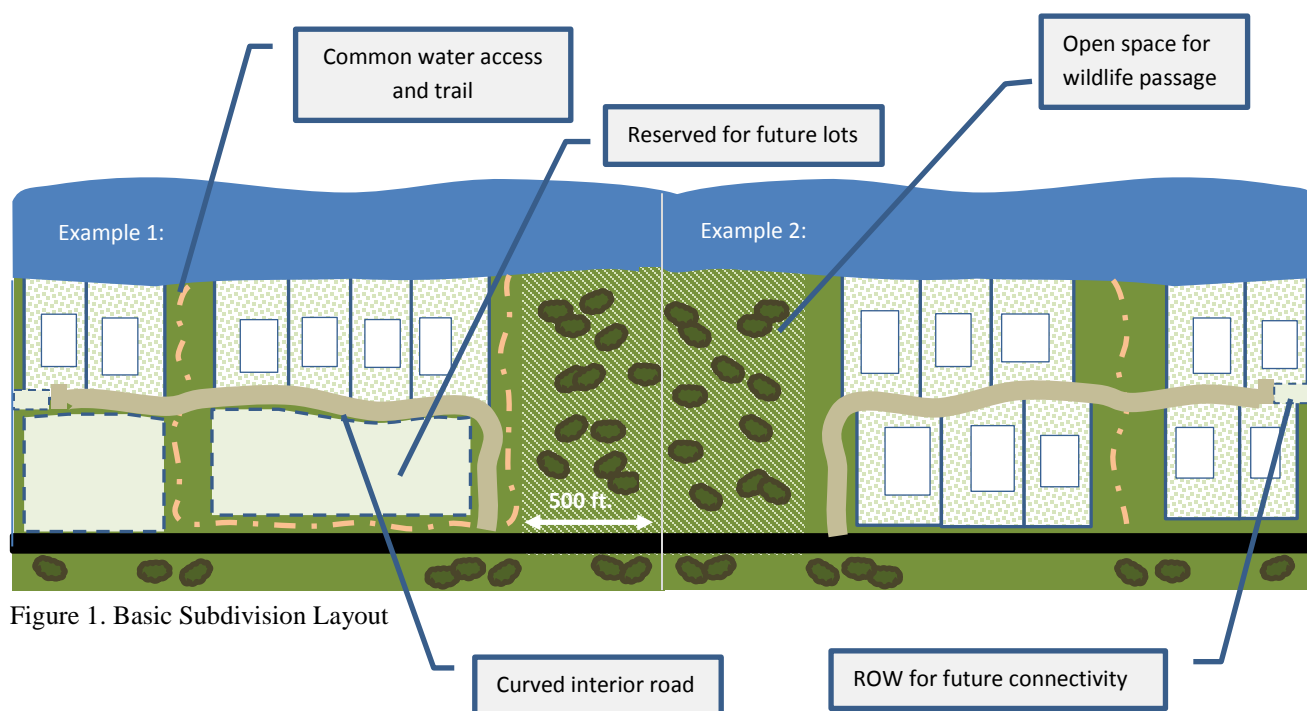 Common water access
and trail
Open space for
wildlife passage
Reserved for future lots
Example 1:
Example 2:
500 ft.
Figure 1. Basic Subdivision Layout
Curved interior road
ROW for future connectivity